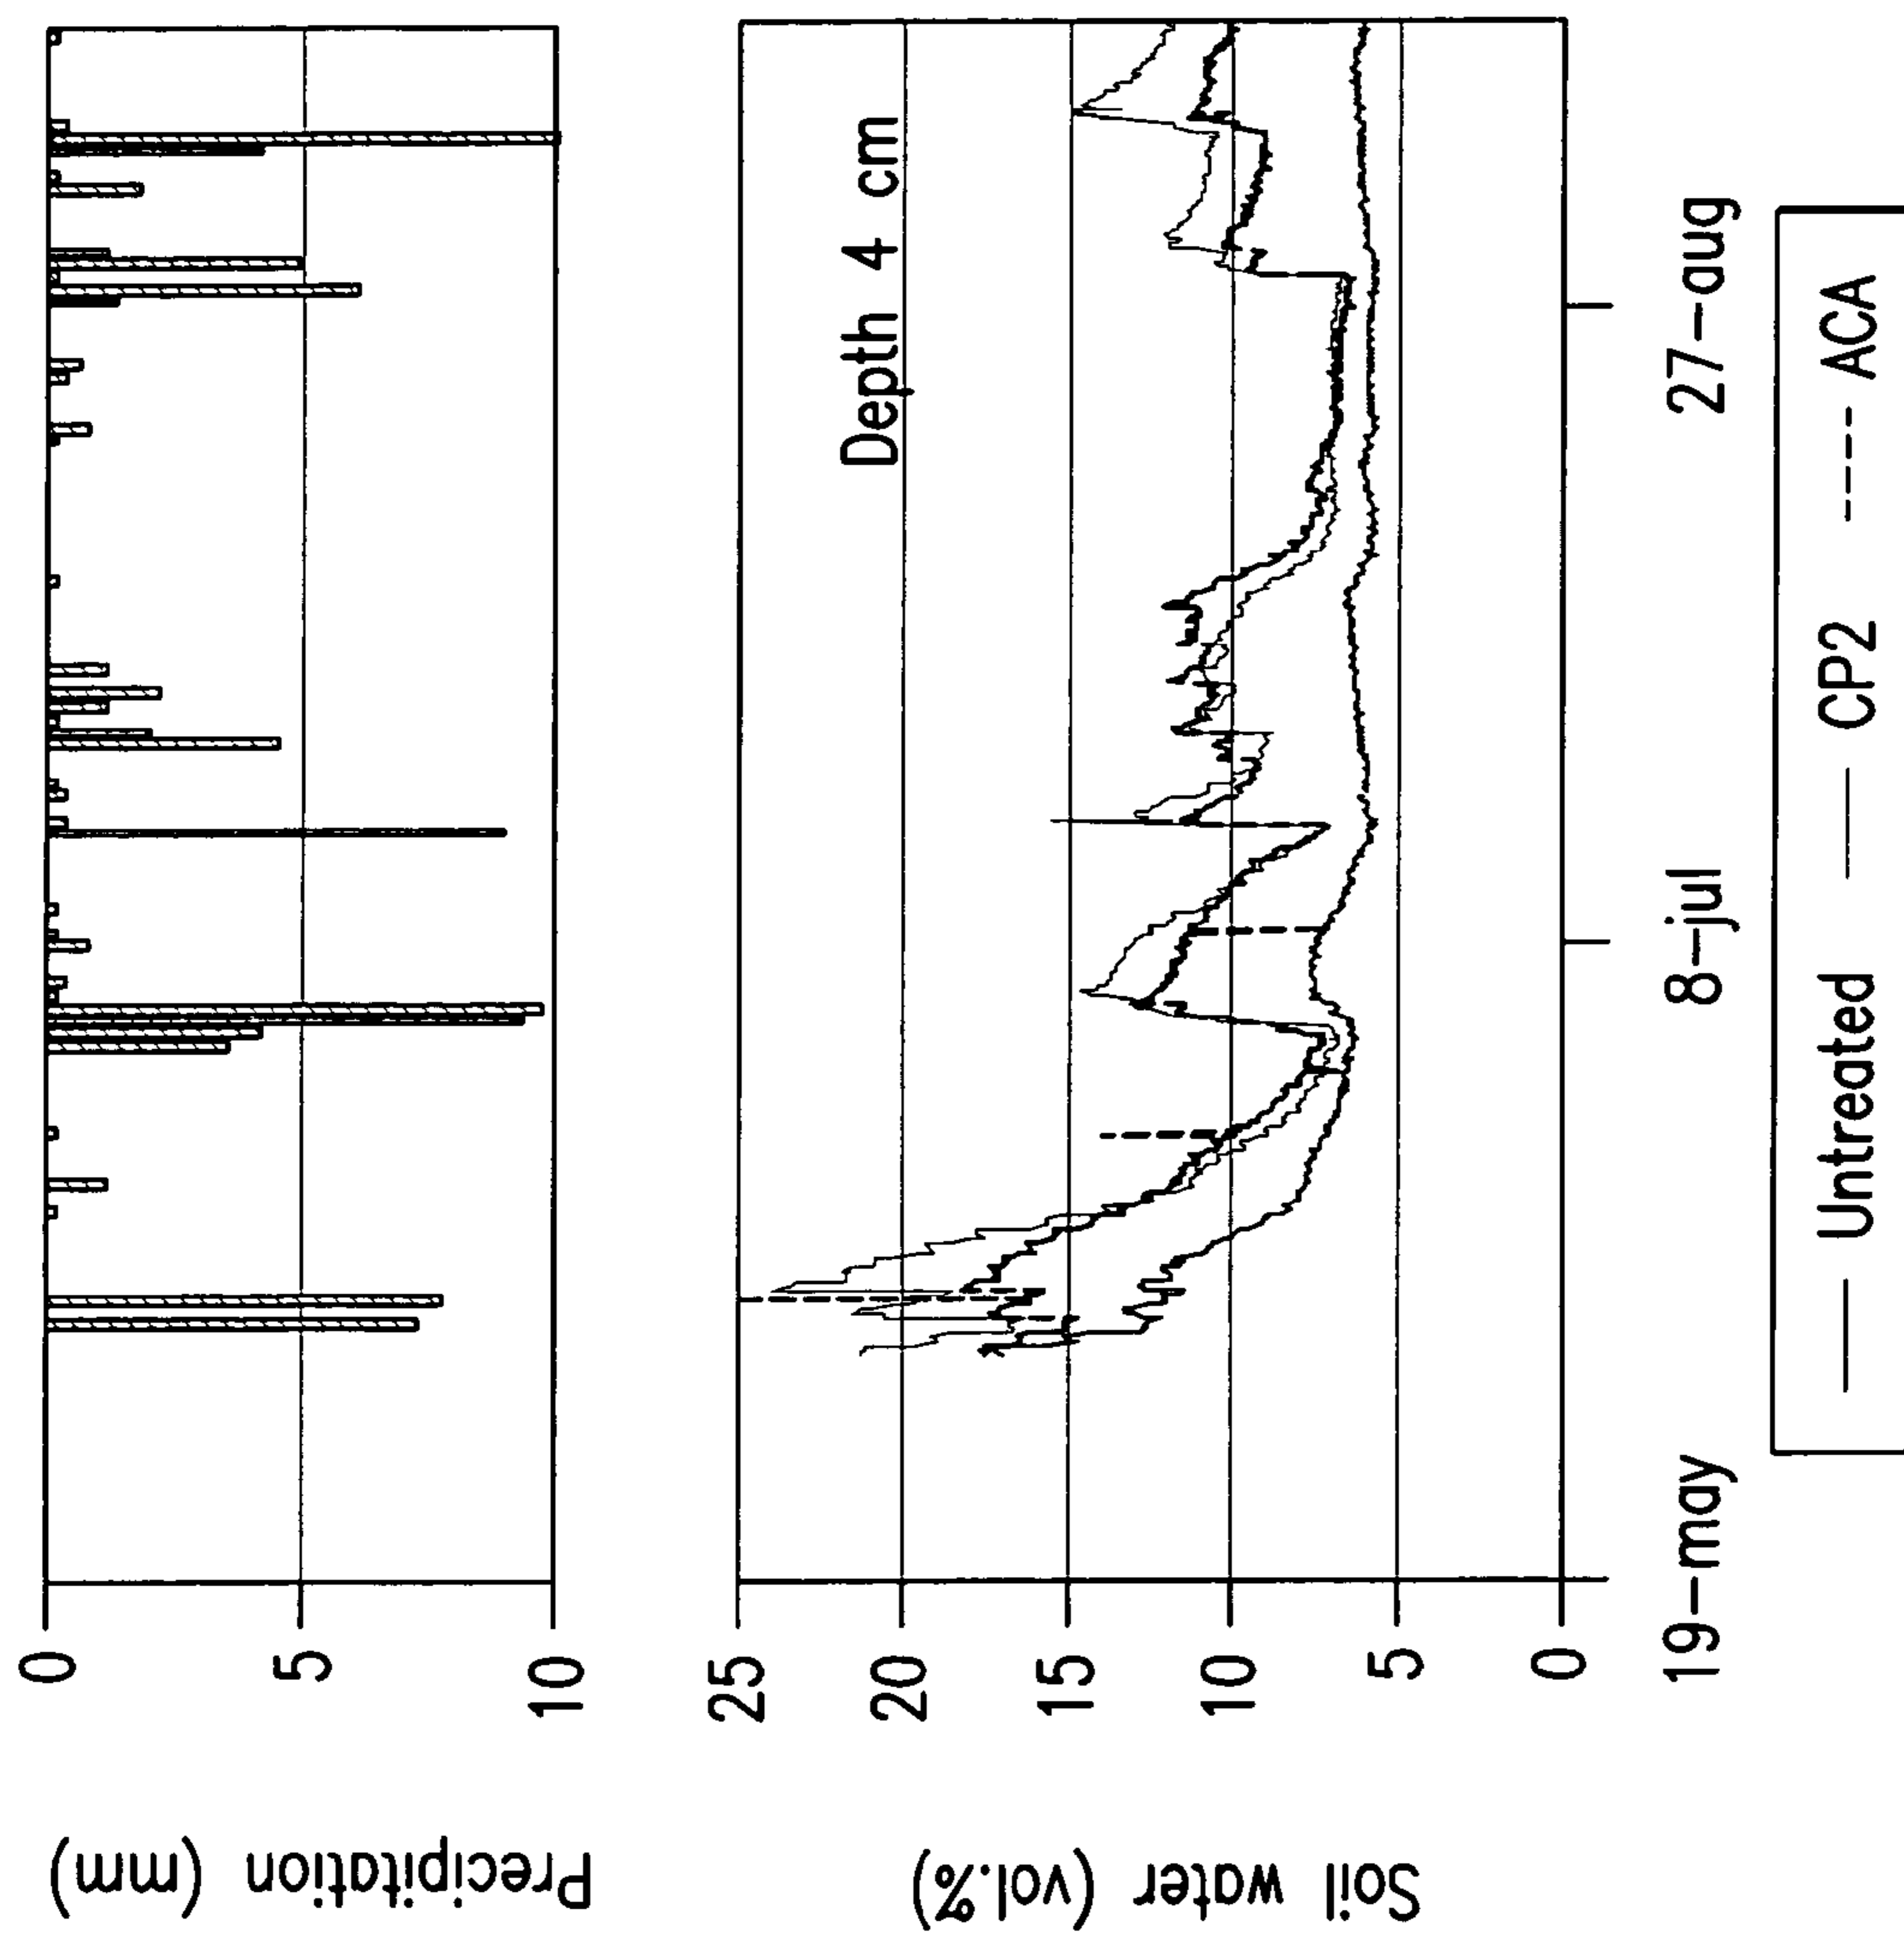 Precipitation (mm)
0
5
10
Soil water (vol.%)
25
20
15
10
5
0
Depth 4 cm
19-may
8-jul
27-aug
Untreated
CP2
ACA